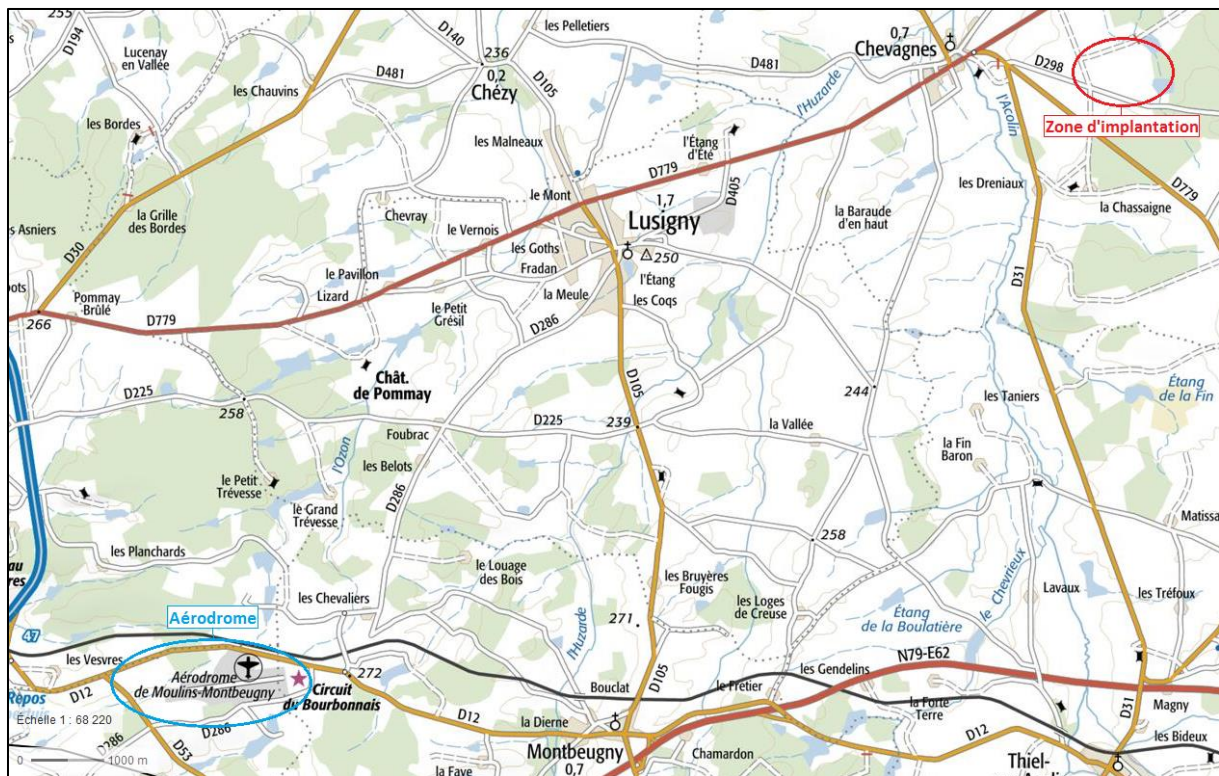 255
D194
Lucenay
en Vallée
D140
236
les Pelletiers
0,7
Chevagnes
D481
les Chauvins
0,2
Chézy
D105
D481
l'Huzarde
l'Acolin
D298
Zone d'implantation
les Bordes
les Malneaux
l'Étang
d'Été
D779
D405
les Dreniaux
la Grille
des Bordes
s Asniers
D30
Chevray
le Mont
1,7
Lusigny
la Baraude
d'en haut
la Chassaigne
D779
le Vernois
les Goths
Fradan
250
l'Étang
les Coqs
D31
le Pavillon
Lizard
la Meule
Pommay
Brûlé
266
D779
le Petit
Grésil
D286
Chât.
de Pommay
D105
D225
258
Foubrac
D225
239
la Vallée
244
les Taniers
Étang
de la Fin
l'Ozon
les Belots
la Fin
Baron
le Petit
Trévesse
D286
le Grand
Trévesse
Matissa
les Planchards
258
le Louage
des Bois
les Bruyères
Fougis
le Chevrieux
Lavaux
les Tréfoux
les Chevaliers
les Loges
de Creuse
Aérodrome
47
271
Étang
de la Boulatière
l'Huzarde
les Vesvres
Aérodrome
de Moulins-Montbeugny
272
Circuit
du Bourbonnais
Bouclat
D105
les Gendelins
N79-E62
le Fretier
Repos
D12
la Forte
Terre
D31
Magny
Échelle 1 : 68 220
D286
D53
D286
D12
la Dierne
Montbeugny
0,7
D12
les Bideux
0
1000 m
la Faye
Chamardon
Thiel-